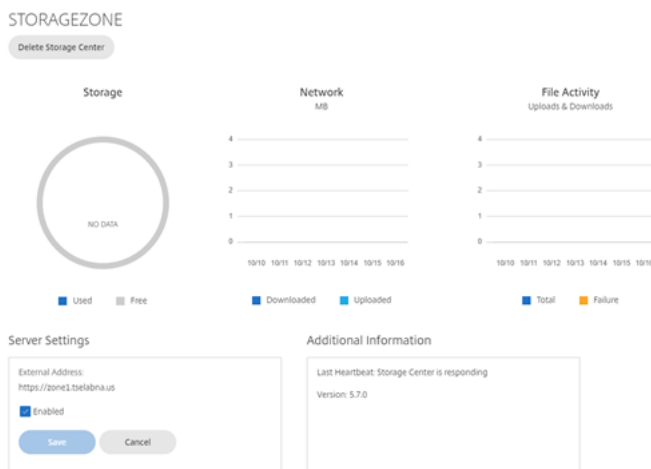 STORAGEZONE
Delete Storage Center
Storage
NO DATA
Used Free
Network
MB
4
3
2
1
0
10/10 10/11 10/12 10/13 10/14 10/15 10/16
Downloaded Uploaded
File Activity
Uploads & Downloads
4
3
2
1
0
10/10 10/11 10/12 10/13 10/14 10/15 10/16
Total Failure
Server Settings
External Address:
https://zone1.tselabna.us
Enabled
Save Cancel
Additional Information
Last Heartbeat: Storage Center is responding
Version: 5.7.0